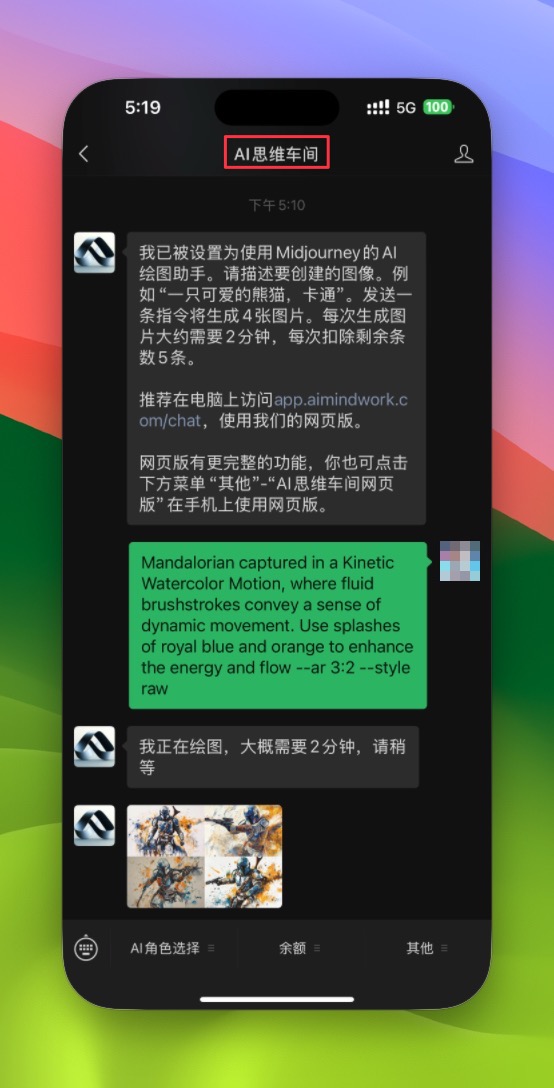 5:19
5G 100
AI思维车间
下午5:10
我已被设置为使用Midjourney的AI
绘图助手。请描述要创建的图像。例
如“一只可爱的熊猫，卡通”。发送一
条指令将生成4张图片。每次生成图
片大约需要2分钟，每次扣除剩余条
数5条。
推荐在电脑上访问app.aimindwork.c
om/chat，使用我们的网页版。
网页版有更完整的功能，你也可点击
下方菜单“其他”-“AI思维车间网页
版”在手机上使用网页版。
Mandalorian captured in a Kinetic
Watercolor Motion, where fluid
brushstrokes convey a sense of
dynamic movement. Use splashes
of royal blue and orange to enhance
the energy and flow --ar 3:2 --style
raw
我正在绘图，大概需要2分钟，请稍
等
AI角色选择 余额 其他